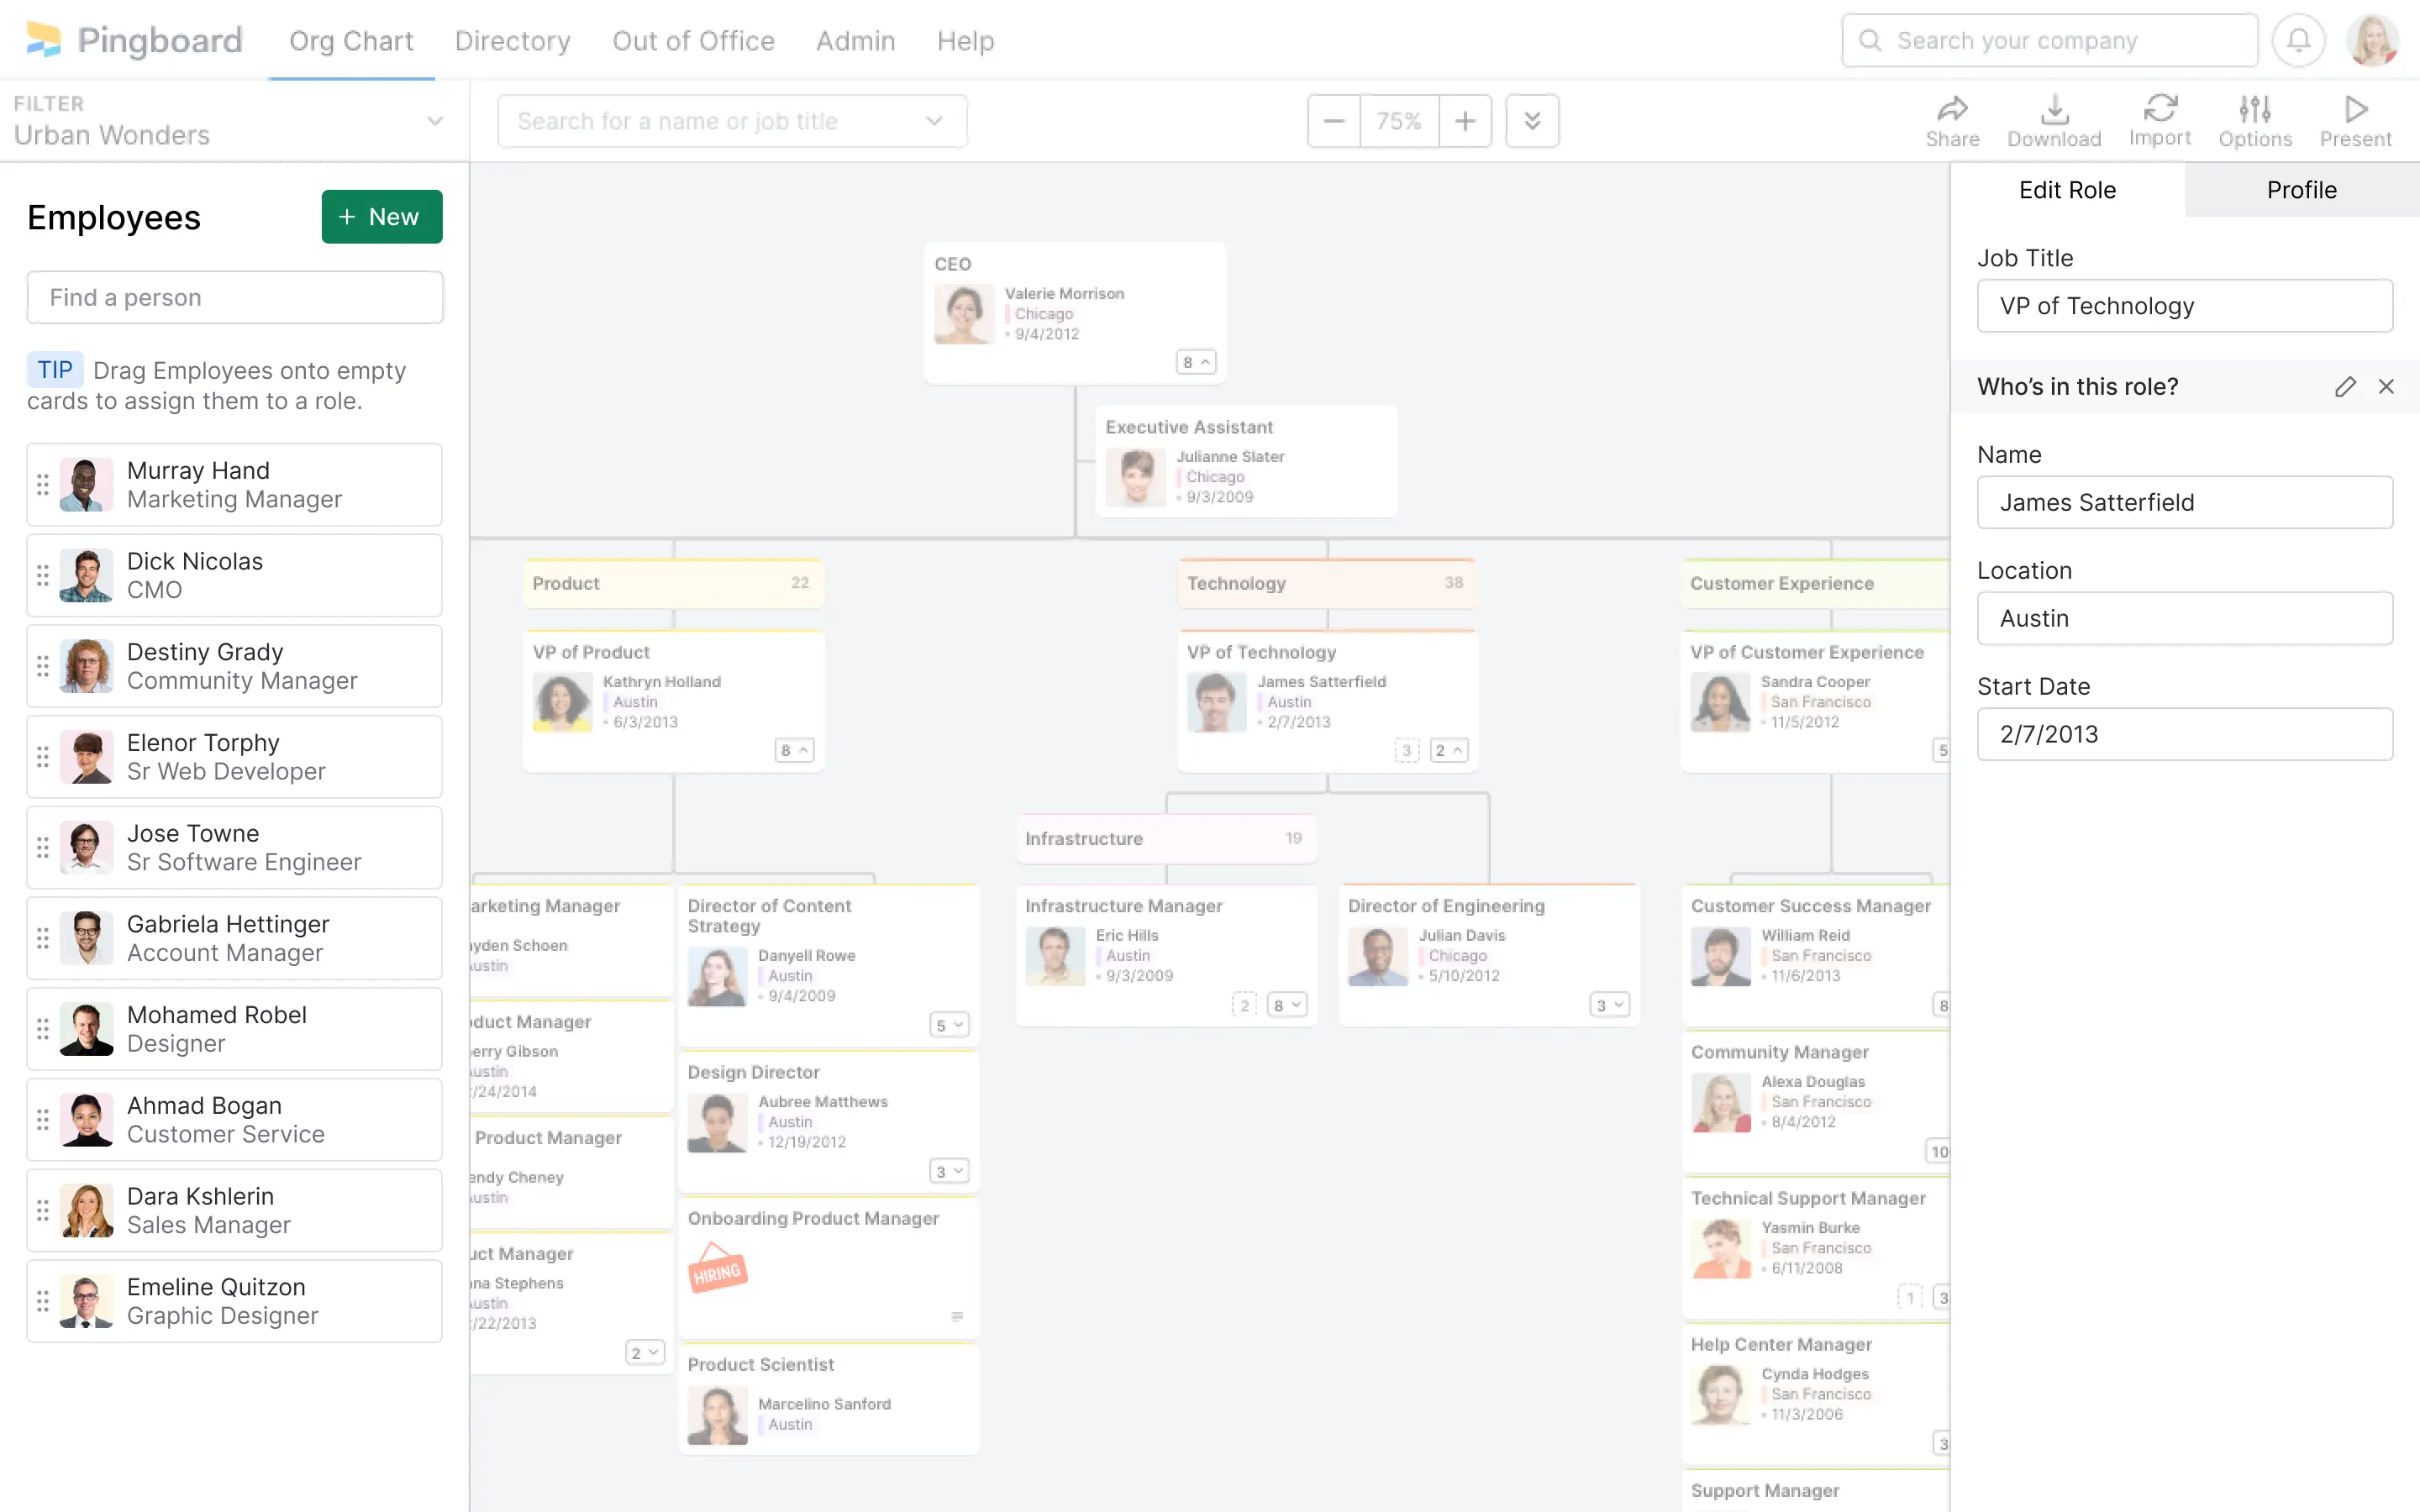 Pingboard
Org Chart
Directory
Out of Office
Admin
Help
Search your company
FILTER
Urban Wonders
Search for a name or job title
75%
Share
Download
Import
Options
Present
Employees
+ New
Find a person
TIP Drag Employees onto empty
cards to assign them to a role.
Murray Hand
Marketing Manager
Dick Nicolas
CMO
Destiny Grady
Community Manager
Elenor Torphy
Sr Web Developer
Jose Towne
Sr Software Engineer
Gabriela Hettinger
Account Manager
Mohamed Robel
Designer
Ahmad Bogan
Customer Service
Dara Kshlerin
Sales Manager
Emeline Quitzon
Graphic Designer
CEO
Valerie Morrison
Chicago
• 9/4/2012
8
Executive Assistant
Julianne Slater
Chicago
• 9/3/2009
Product 22
VP of Product
Kathryn Holland
Austin
• 6/3/2013
8
Technology 38
VP of Technology
James Satterfield
Austin
• 2/7/2013
3 2
Customer Experience
VP of Customer Experience
Sandra Cooper
San Francisco
• 11/5/2012
5
arketing Manager
yden Schoen
ustin
oduct Manager
erry Gibson
ustin
/24/2014
Product Manager
endy Cheney
ustin
uct Manager
na Stephens
ustin
/22/2013
2
Director of Content
Strategy
Danyell Rowe
Austin
• 9/4/2009
5
Design Director
Aubree Matthews
Austin
• 12/19/2012
3
Onboarding Product Manager
HIRING
Product Scientist
Marcelino Sanford
Austin
Infrastructure 19
Infrastructure Manager
Eric Hills
Austin
• 9/3/2009
2 8
Director of Engineering
Julian Davis
Chicago
• 5/10/2012
3
Customer Success Manager
William Reid
San Francisco
• 11/6/2013
8
Community Manager
Alexa Douglas
San Francisco
• 8/4/2012
10
Technical Support Manager
Yasmin Burke
San Francisco
• 6/11/2008
1 3
Help Center Manager
Cynda Hodges
San Francisco
• 11/3/2006
3
Support Manager
Edit Role
Profile
Job Title
VP of Technology
Who’s in this role?
Name
James Satterfield
Location
Austin
Start Date
2/7/2013